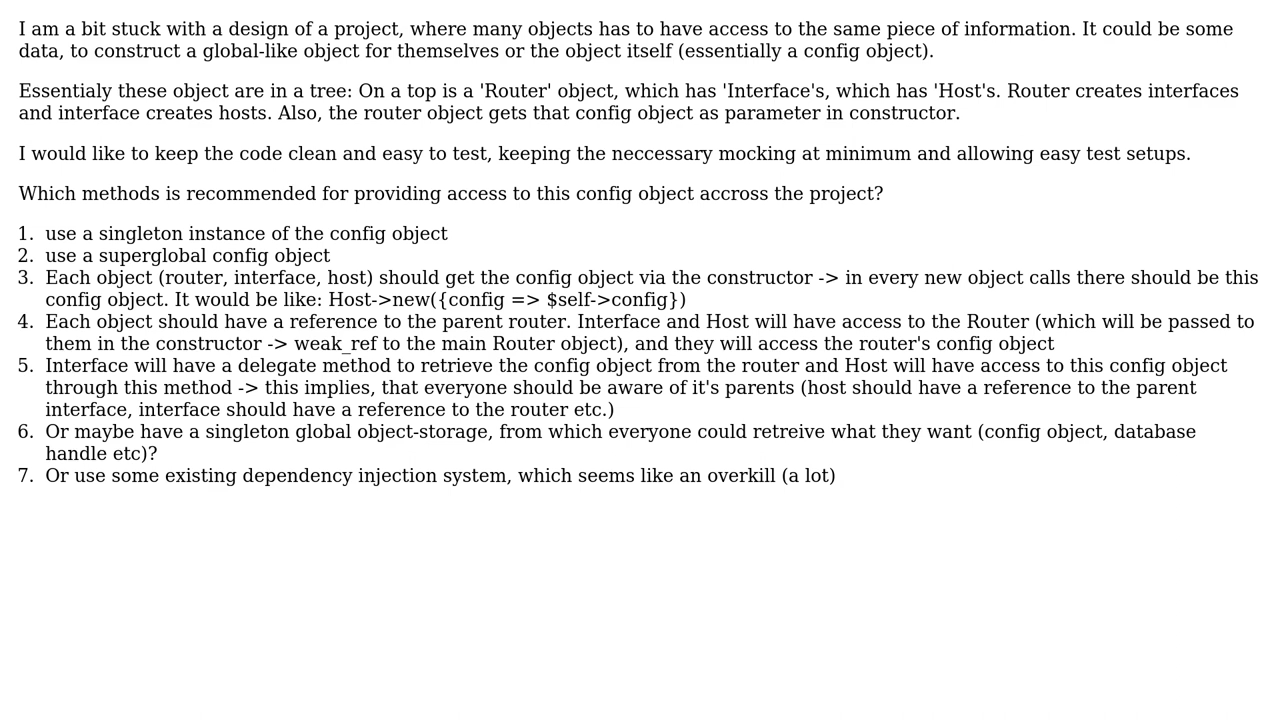 I am a bit stuck with a design of a project, where many objects has to have access to the same piece of information. It could be some
data, to construct a global-like object for themselves or the object itself (essentially a config object).
Essentialy these object are in a tree: On a top is a 'Router' object, which has 'Interface's, which has 'Host's. Router creates interfaces
and interface creates hosts. Also, the router object gets that config object as parameter in constructor.
I would like to keep the code clean and easy to test, keeping the neccessary mocking at minimum and allowing easy test setups.
Which methods is recommended for providing access to this config object accross the project?
1. use a singleton instance of the config object
2. use a superglobal config object
3. Each object (router, interface, host) should get the config object via the constructor -> in every new object calls there should be this
config object. It would be like: Host->new({config => $self->config})
4. Each object should have a reference to the parent router. Interface and Host will have access to the Router (which will be passed to
them in the constructor -> weak_ref to the main Router object), and they will access the router's config object
5. Interface will have a delegate method to retrieve the config object from the router and Host will have access to this config object
through this method -> this implies, that everyone should be aware of it's parents (host should have a reference to the parent
interface, interface should have a reference to the router etc.)
6. Or maybe have a singleton global object-storage, from which everyone could retreive what they want (config object, database
handle etc)?
7. Or use some existing dependency injection system, which seems like an overkill (a lot)